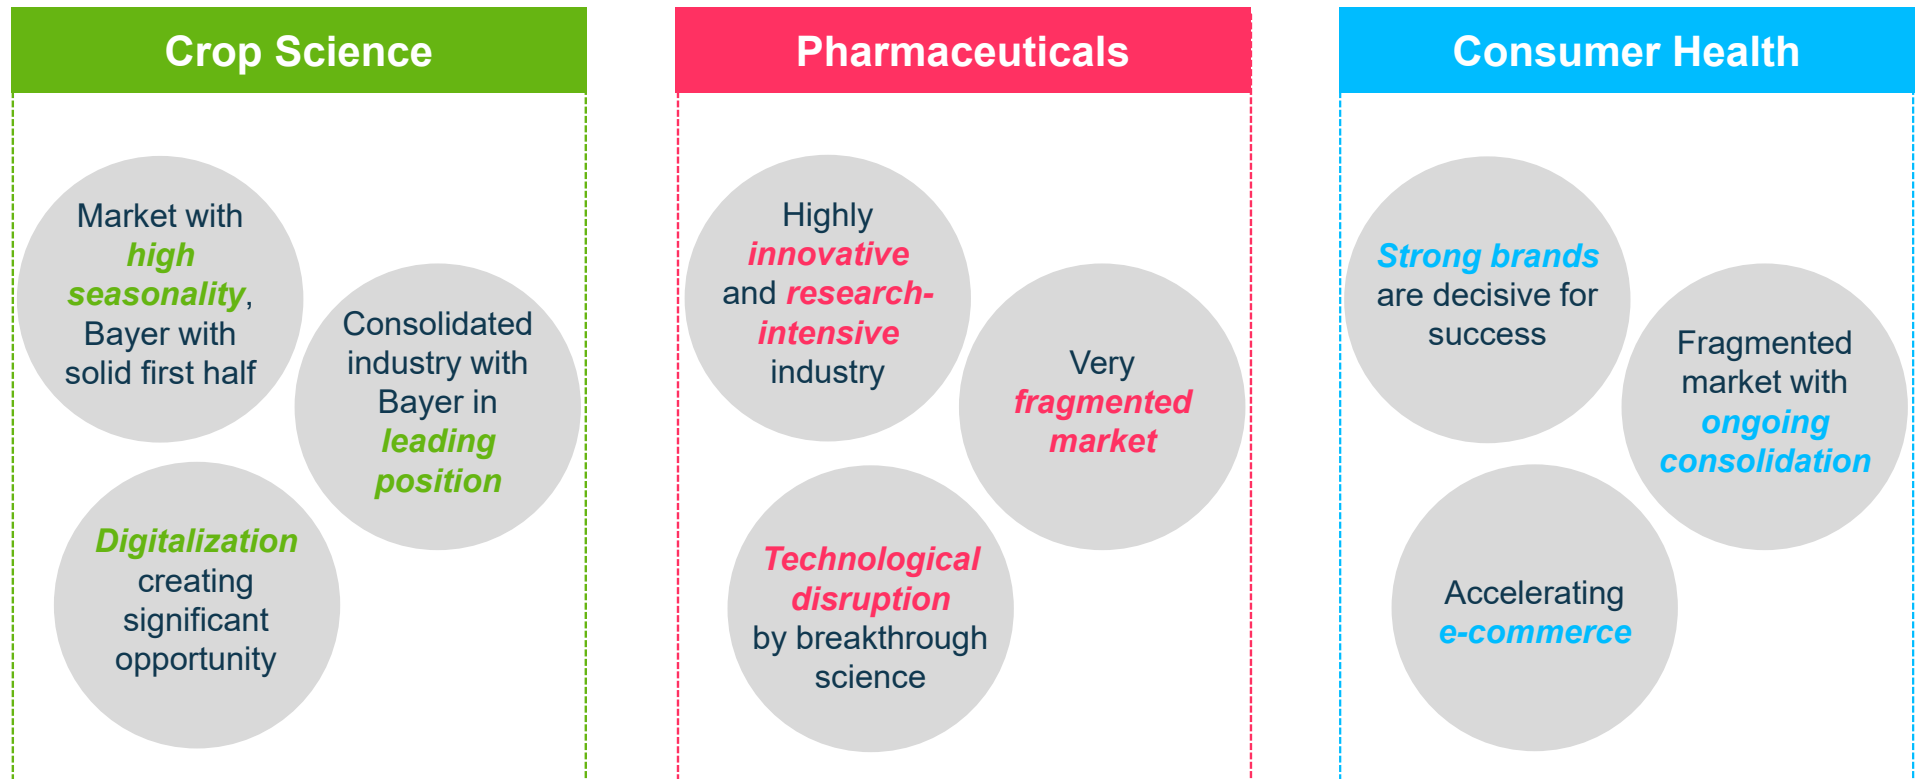 Crop Science
Market with
high
seasonality,
Bayer with
solid first half
Consolidated
industry with
Bayer in
leading
position
Digitalization
creating
significant
opportunity
Pharmaceuticals
Highly
innovative
and research-
intensive
industry
Very
fragmented
market
Technological
disruption
by breakthrough
science
Consumer Health
Strong brands
are decisive for
success
Fragmented
market with
ongoing
consolidation
Accelerating
e-commerce